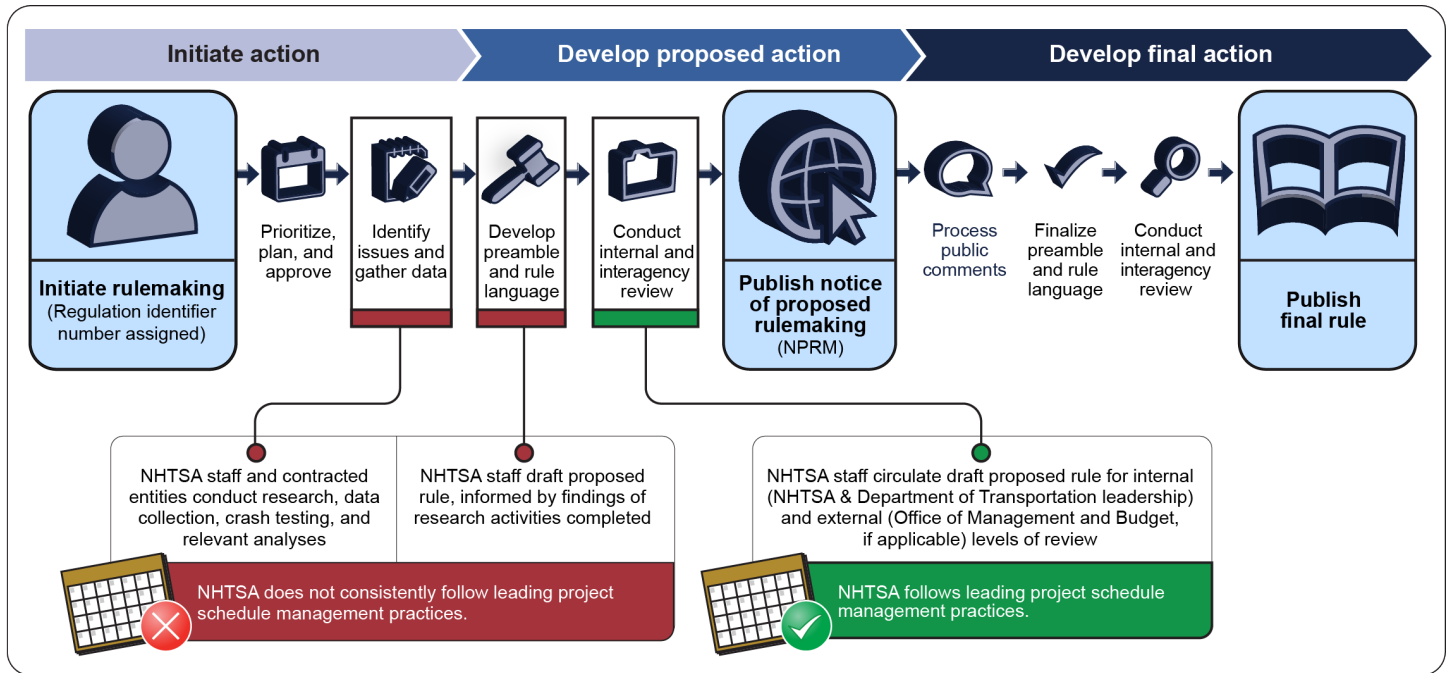 Initiate action
Develop proposed action
Develop final action
Initiate rulemaking
(Regulation identifier
number assigned)
Prioritize,
plan, and
approve
Identify
issues and
gather data
Develop
preamble
and rule
language
Conduct
internal and
interagency
review
Publish notice
of proposed
rulemaking
(NPRM)
Process
public
comments
Finalize
preamble
and rule
language
Conduct
internal and
interagency
review
Publish
final rule
NHTSA staff and contracted
entities conduct research, data
collection, crash testing, and
relevant analyses
NHTSA staff draft proposed
rule, informed by findings of
research activities completed
NHTSA does not consistently follow leading project
schedule management practices.
NHTSA staff circulate draft proposed rule for internal
(NHTSA & Department of Transportation leadership)
and external (Office of Management and Budget,
if applicable) levels of review
NHTSA follows leading project schedule
management practices.